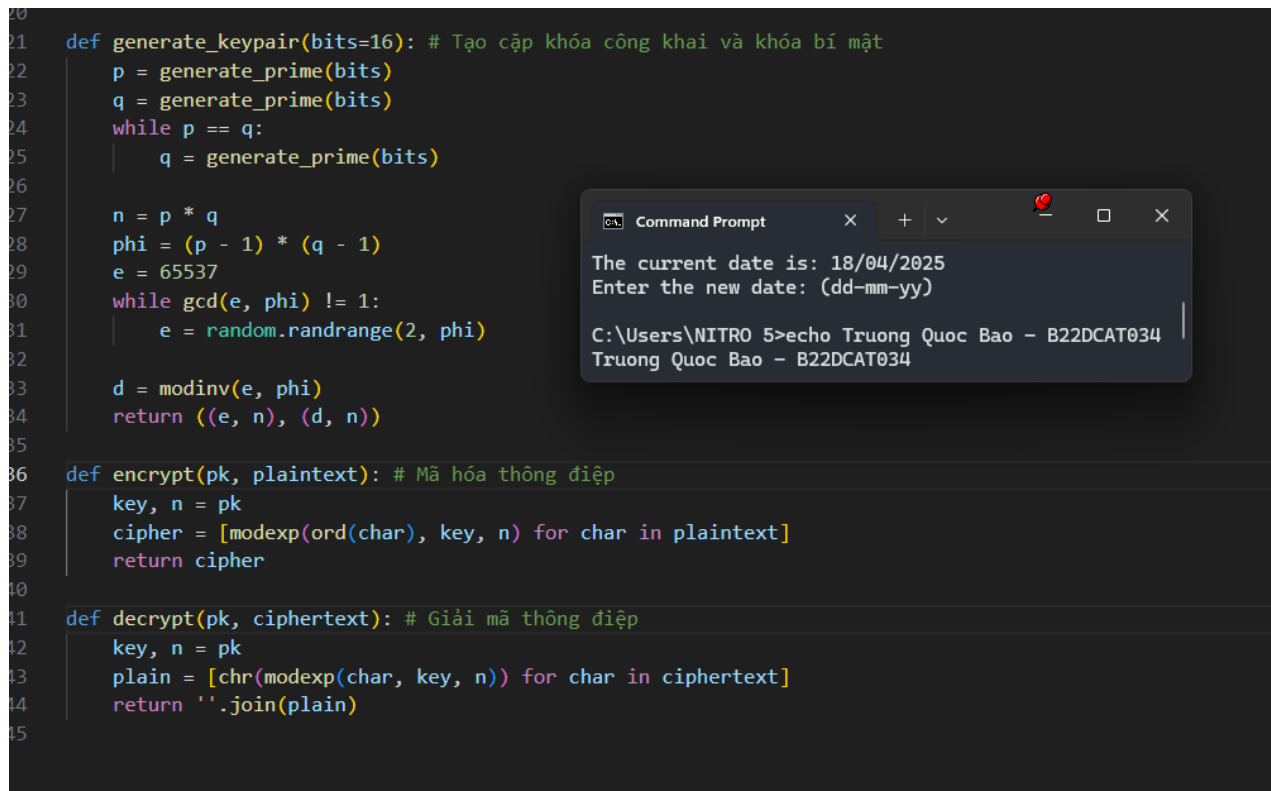 20
21 def generate_keypair(bits=16): # Tạo cặp khóa công khai và khóa bí mật
22 p = generate_prime(bits)
23 q = generate_prime(bits)
24 while p == q:
25 q = generate_prime(bits)
26
27 n = p * q
28 phi = (p - 1) * (q - 1)
29 e = 65537
30 while gcd(e, phi) != 1:
31 e = random.randrange(2, phi)
32
33 d = modinv(e, phi)
34 return ((e, n), (d, n))
35
36 def encrypt(pk, plaintext): # Mã hóa thông điệp
37 key, n = pk
38 cipher = [modexp(ord(char), key, n) for char in plaintext]
39 return cipher
40
41 def decrypt(pk, ciphertext): # Giải mã thông điệp
42 key, n = pk
43 plain = [chr(modexp(char, key, n)) for char in ciphertext]
44 return ''.join(plain)
45
Command Prompt
The current date is: 18/04/2025
Enter the new date: (dd-mm-yy)
C:\Users\NITRO 5>echo Truong Quoc Bao - B22DCAT034
Truong Quoc Bao - B22DCAT034